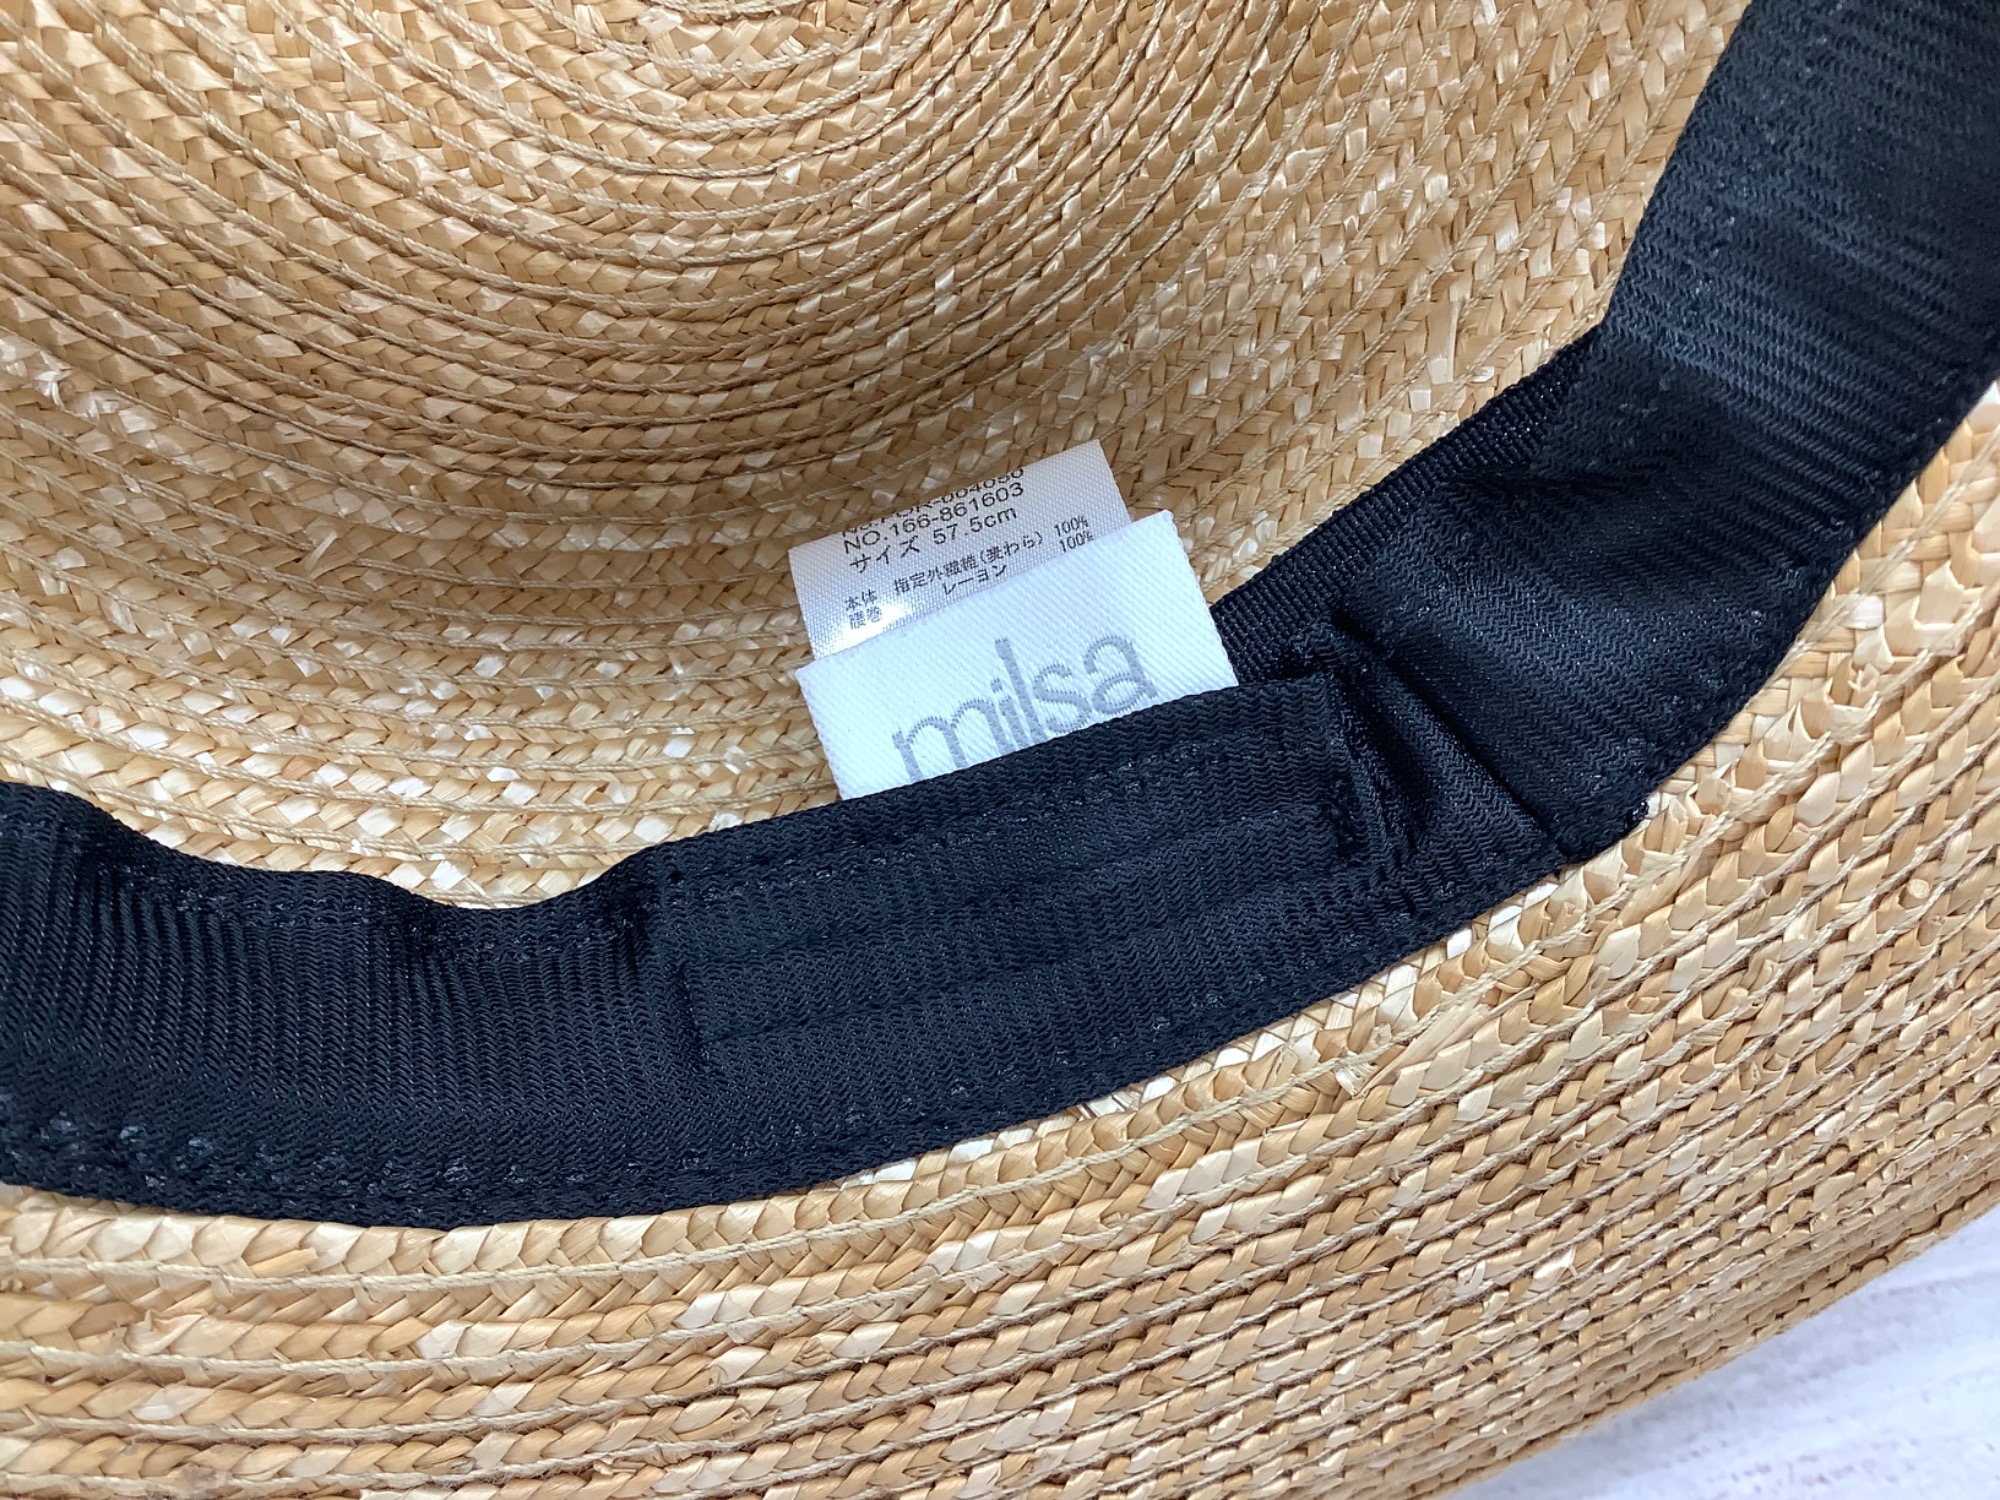 NO.166-861603
サイズ 57.5cm
本体 指定外繊維(麦わら) 100%
腰巻 レーヨン 100%
milsa